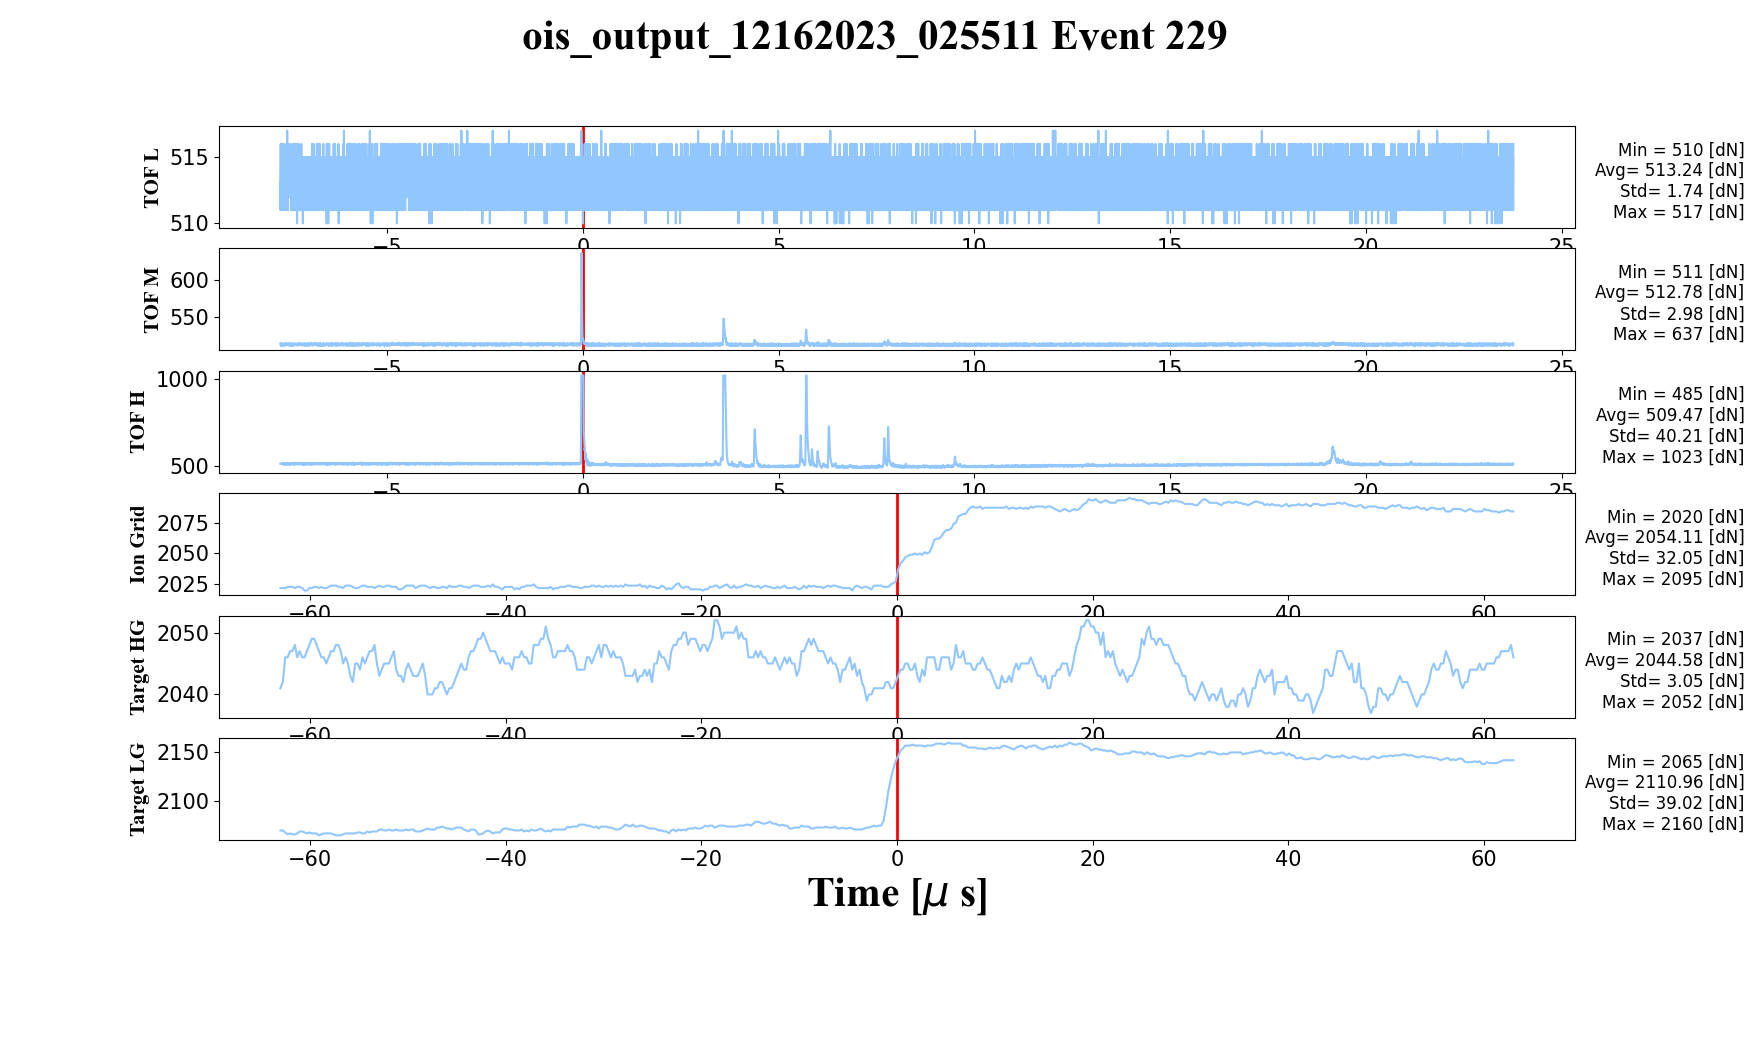 ois_output_12162023_025511 Event 229
TOF L
515
510
−5 0 5 10 15 20 25
Min = 510 [dN]
Avg= 513.24 [dN]
Std= 1.74 [dN]
Max = 517 [dN]
TOF M
600
550
−5 0 5 10 15 20 25
Min = 511 [dN]
Avg= 512.78 [dN]
Std= 2.98 [dN]
Max = 637 [dN]
TOF H
1000
500
−5 0 5 10 15 20 25
Min = 485 [dN]
Avg= 509.47 [dN]
Std= 40.21 [dN]
Max = 1023 [dN]
Ion Grid
2075
2050
2025
−60 −40 −20 0 20 40 60
Min = 2020 [dN]
Avg= 2054.11 [dN]
Std= 32.05 [dN]
Max = 2095 [dN]
Target HG
2050
2040
−60 −40 −20 0 20 40 60
Min = 2037 [dN]
Avg= 2044.58 [dN]
Std= 3.05 [dN]
Max = 2052 [dN]
Target LG
2150
2100
−60 −40 −20 0 20 40 60
Min = 2065 [dN]
Avg= 2110.96 [dN]
Std= 39.02 [dN]
Max = 2160 [dN]
Time [μ s]